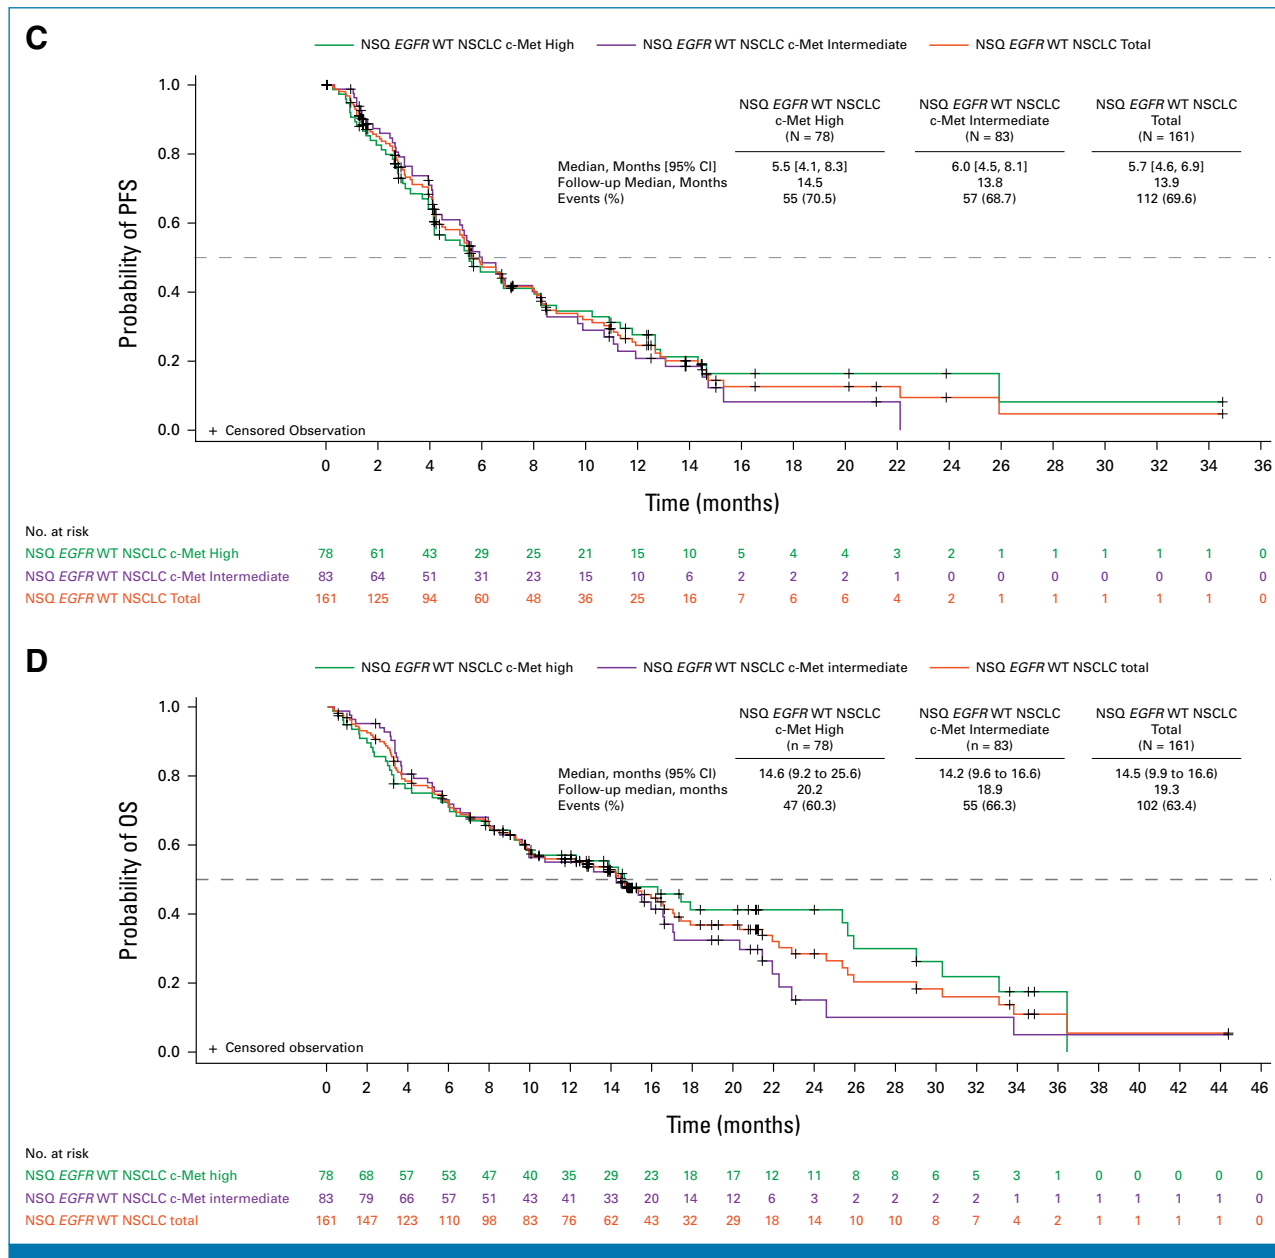 C
NSQ EGFR WT NSCLC c-Met High NSQ EGFR WT NSCLC c-Met Intermediate NSQ EGFR WT NSCLC Total
NSQ EGFR WT NSCLC NSQ EGFR WT NSCLC NSQ EGFR WT NSCLC
c-Met High c-Met Intermediate Total
(N = 78) (N = 83) (N = 161)
Median, Months [95% CI] 5.5 [4.1, 8.3] 6.0 [4.5, 8.1] 5.7 [4.6, 6.9]
Follow-up Median, Months 14.5 13.8 13.9
Events (%) 55 (70.5) 57 (68.7) 112 (69.6)
Probability of PFS
1.0
0.8
0.6
0.4
0.2
0.0
+ Censored Observation
0 2 4 6 8 10 12 14 16 18 20 22 24 26 28 30 32 34 36
Time (months)
No. at risk
NSQ EGFR WT NSCLC c-Met High 78 61 43 29 25 21 15 10 5 4 4 3 2 1 1 1 1 1 0
NSQ EGFR WT NSCLC c-Met Intermediate 83 64 51 31 23 15 10 6 2 2 2 1 0 0 0 0 0 0 0
NSQ EGFR WT NSCLC Total 161 125 94 60 48 36 25 16 7 6 6 4 2 1 1 1 1 1 0
D
NSQ EGFR WT NSCLC c-Met high NSQ EGFR WT NSCLC c-Met intermediate NSQ EGFR WT NSCLC total
NSQ EGFR WT NSCLC NSQ EGFR WT NSCLC NSQ EGFR WT NSCLC
c-Met High c-Met Intermediate Total
(n = 78) (n = 83) (N = 161)
Median, months (95% CI) 14.6 (9.2 to 25.6) 14.2 (9.6 to 16.6) 14.5 (9.9 to 16.6)
Follow-up median, months 20.2 18.9 19.3
Events (%) 47 (60.3) 55 (66.3) 102 (63.4)
Probability of OS
1.0
0.8
0.6
0.4
0.2
0.0
+ Censored observation
0 2 4 6 8 10 12 14 16 18 20 22 24 26 28 30 32 34 36 38 40 42 44 46
Time (months)
No. at risk
NSQ EGFR WT NSCLC c-Met high 78 68 57 53 47 40 35 29 23 18 17 12 11 8 8 6 5 3 1 0 0 0 0 0
NSQ EGFR WT NSCLC c-Met intermediate 83 79 66 57 51 43 41 33 20 14 12 6 3 2 2 2 2 1 1 1 1 1 1 0
NSQ EGFR WT NSCLC total 161 147 123 110 98 83 76 62 43 32 29 18 14 10 10 8 7 4 2 1 1 1 1 0